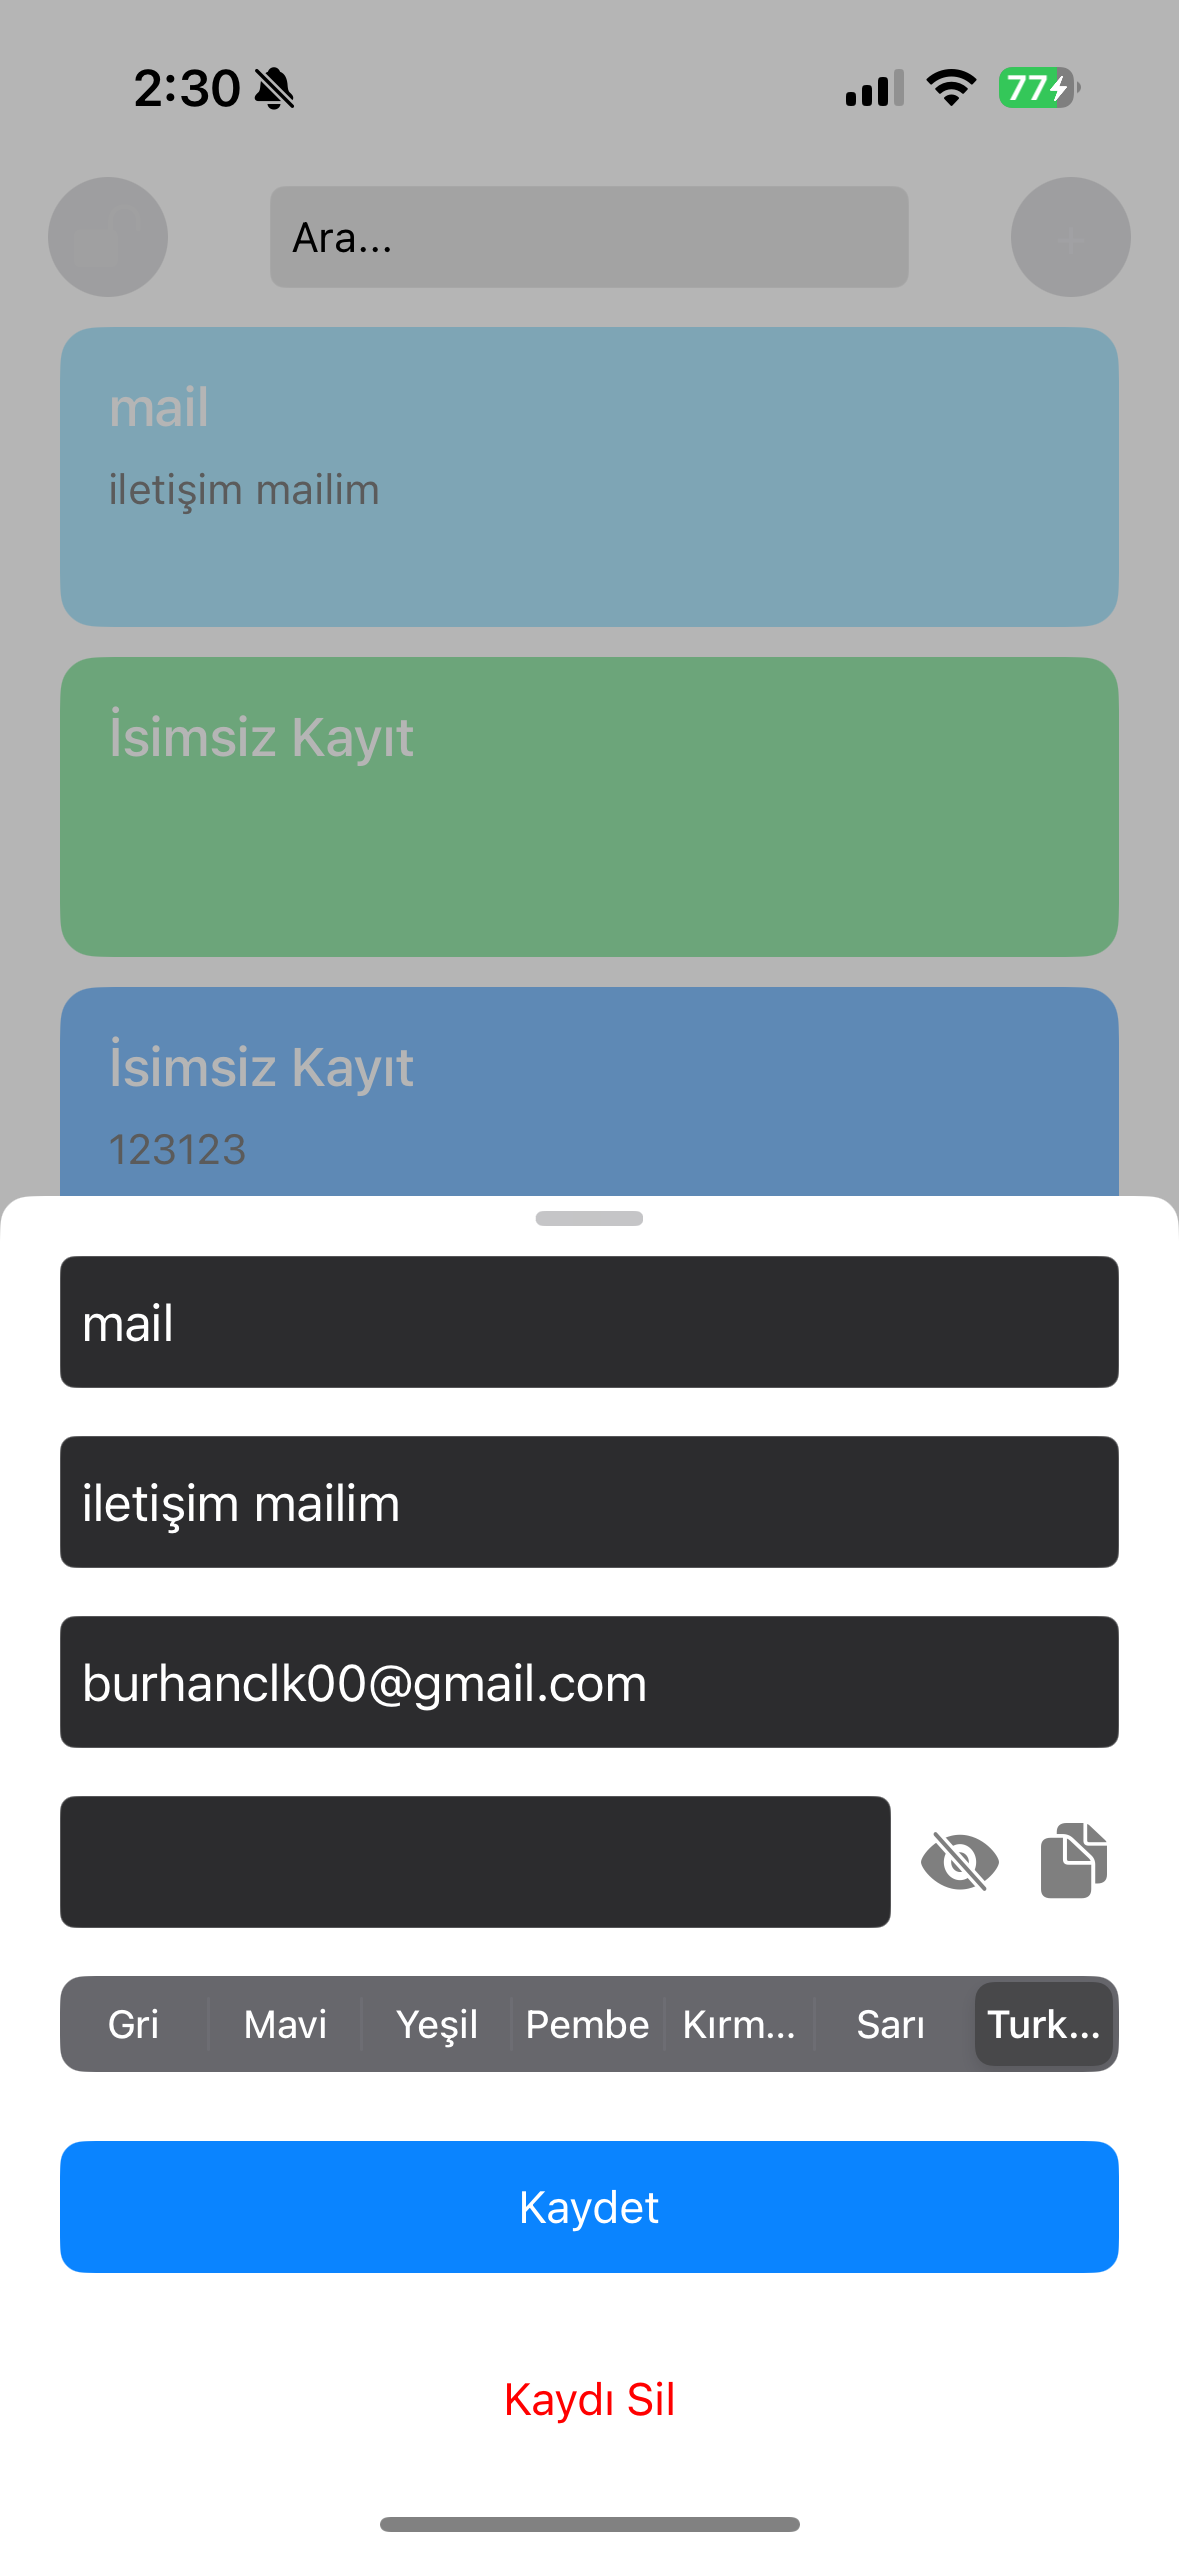 2:30
77
Ara...
mail
iletişim mailim
İsimsiz Kayıt
İsimsiz Kayıt
123123
mail
iletişim mailim
burhanclk00@gmail.com
Gri Mavi Yeşil Pembe Kırm... Sarı Turk...
Kaydet
Kaydı Sil